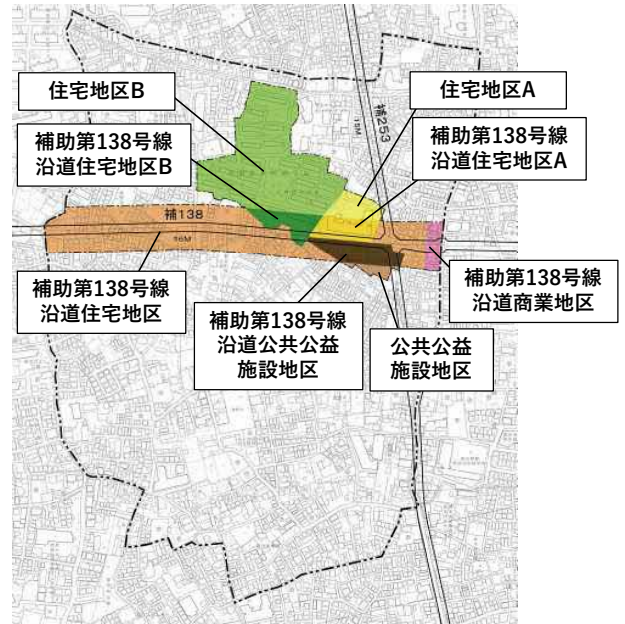 住宅地区B
住宅地区A
補助第138号線
沿道住宅地区B
補助第138号線
沿道住宅地区A
補253
15M
補138
16M
補助第138号線
沿道住宅地区
補助第138号線
沿道公共公益
施設地区
公共公益
施設地区
補助第138号線
沿道商業地区